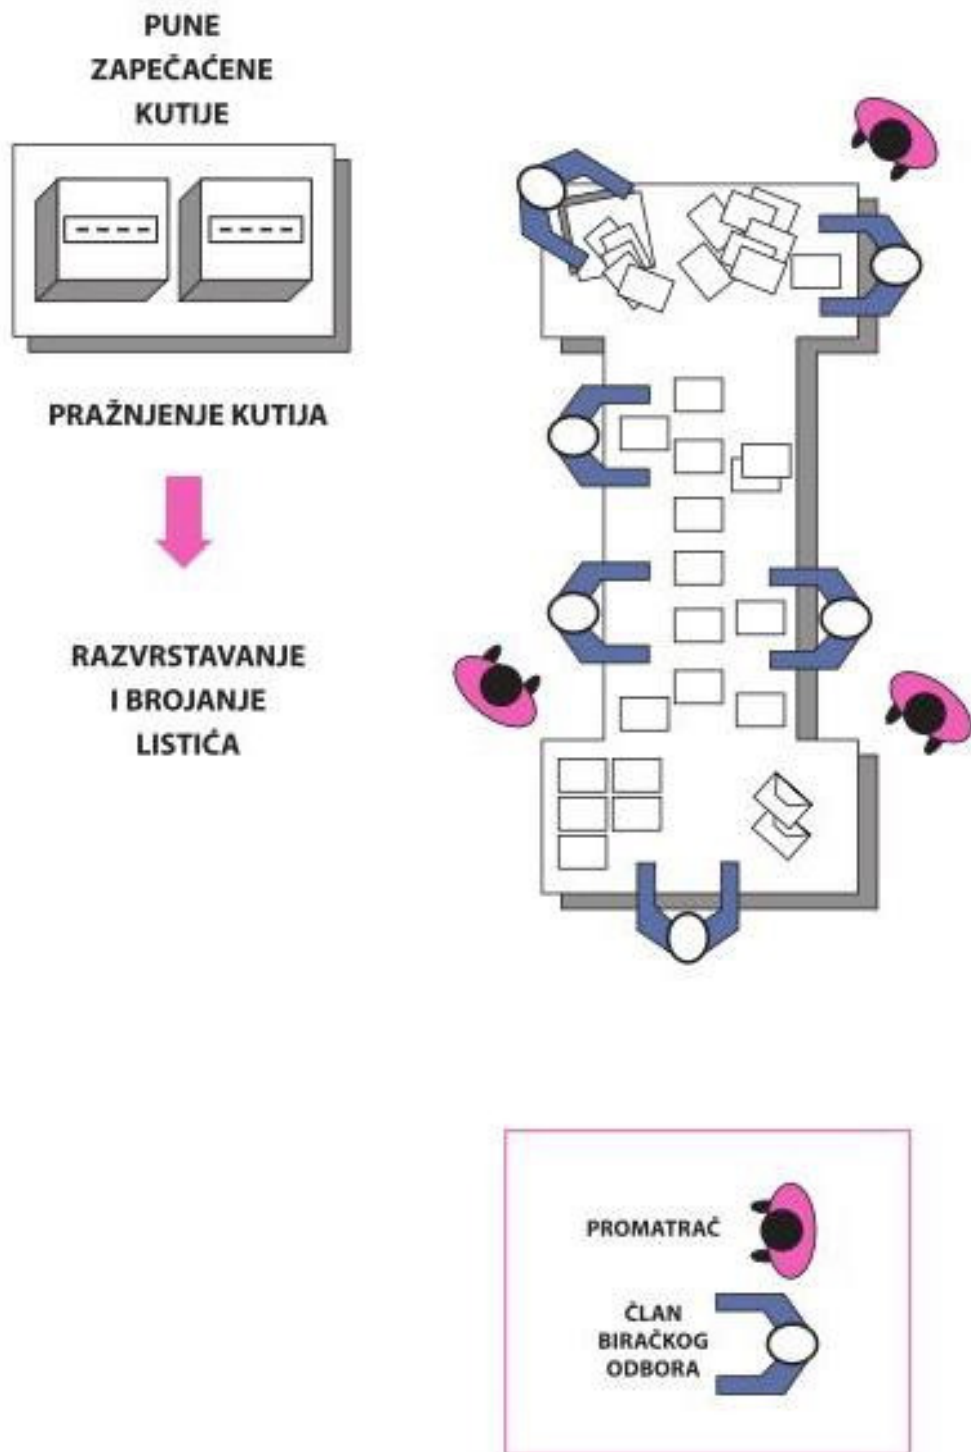 PUNE
ZAPEČAĆENE
KUTIJE
PRAŽNJENJE KUTIJA
RAZVRSTAVANJE
I BROJANJE
LISTIĆA
PROMATRAČ
ČLAN
BIRAČKOG
ODBORA